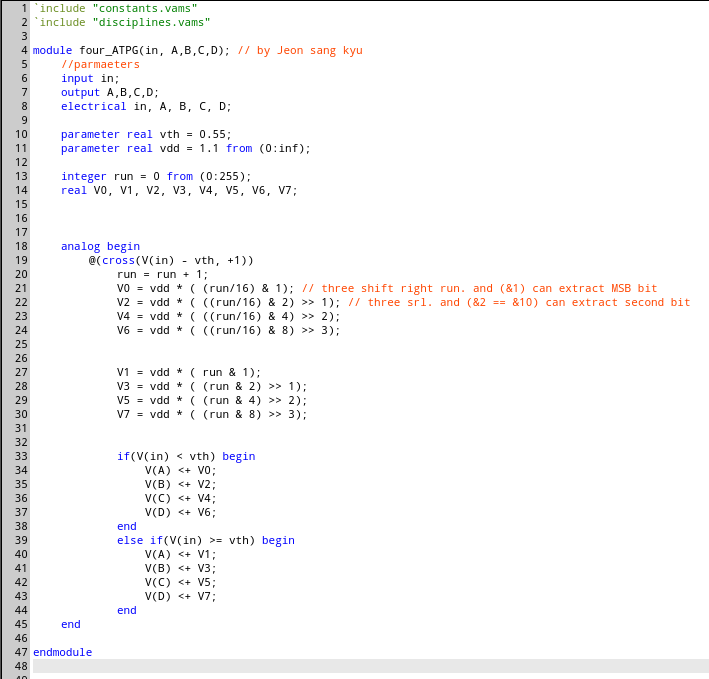 1 `include "constants.vams"
2 `include "disciplines.vams"
3
4 module four_ATPG(in, A,B,C,D); // by Jeon sang kyu
5 //parmaeters
6 input in;
7 output A,B,C,D;
8 electrical in, A, B, C, D;
9
10 parameter real vth = 0.55;
11 parameter real vdd = 1.1 from (0:inf);
12
13 integer run = 0 from (0:255);
14 real V0, V1, V2, V3, V4, V5, V6, V7;
15
16
17
18 analog begin
19 @(cross(V(in) - vth, +1))
20 run = run + 1;
21 V0 = vdd * ( (run/16) & 1); // three shift right run. and (&1) can extract MSB bit
22 V2 = vdd * ( ((run/16) & 2) >> 1); // three srl. and (&2 == &10) can extract second bit
23 V4 = vdd * ( ((run/16) & 4) >> 2);
24 V6 = vdd * ( ((run/16) & 8) >> 3);
25
26
27 V1 = vdd * ( run & 1);
28 V3 = vdd * ( (run & 2) >> 1);
29 V5 = vdd * ( (run & 4) >> 2);
30 V7 = vdd * ( (run & 8) >> 3);
31
32
33 if(V(in) < vth) begin
34 V(A) <+ V0;
35 V(B) <+ V2;
36 V(C) <+ V4;
37 V(D) <+ V6;
38 end
39 else if(V(in) >= vth) begin
40 V(A) <+ V1;
41 V(B) <+ V3;
42 V(C) <+ V5;
43 V(D) <+ V7;
44 end
45 end
46
47 endmodule
48